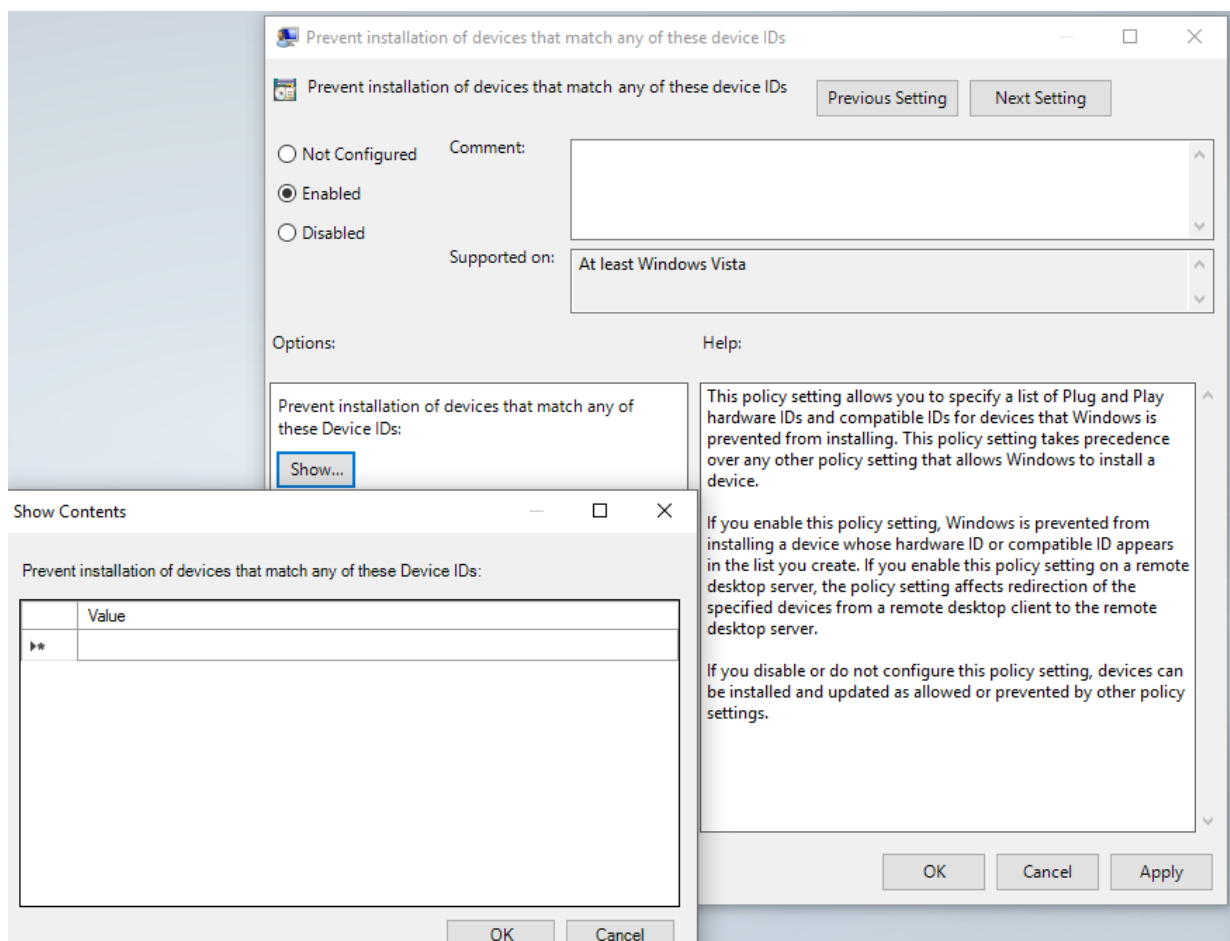 Prevent installation of devices that match any of these device IDs
Prevent installation of devices that match any of these device IDs
Previous Setting
Next Setting
Not Configured
Enabled
Disabled
Comment:
Supported on:
At least Windows Vista
Options:
Help:
Prevent installation of devices that match any of
these Device IDs:
Show...
This policy setting allows you to specify a list of Plug and Play
hardware IDs and compatible IDs for devices that Windows is
prevented from installing. This policy setting takes precedence
over any other policy setting that allows Windows to install a
device.
If you enable this policy setting, Windows is prevented from
installing a device whose hardware ID or compatible ID appears
in the list you create. If you enable this policy setting on a remote
desktop server, the policy setting affects redirection of the
specified devices from a remote desktop client to the remote
desktop server.
If you disable or do not configure this policy setting, devices can
be installed and updated as allowed or prevented by other policy
settings.
OK
Cancel
Apply
Show Contents
Prevent installation of devices that match any of these Device IDs:
Value
OK
Cancel